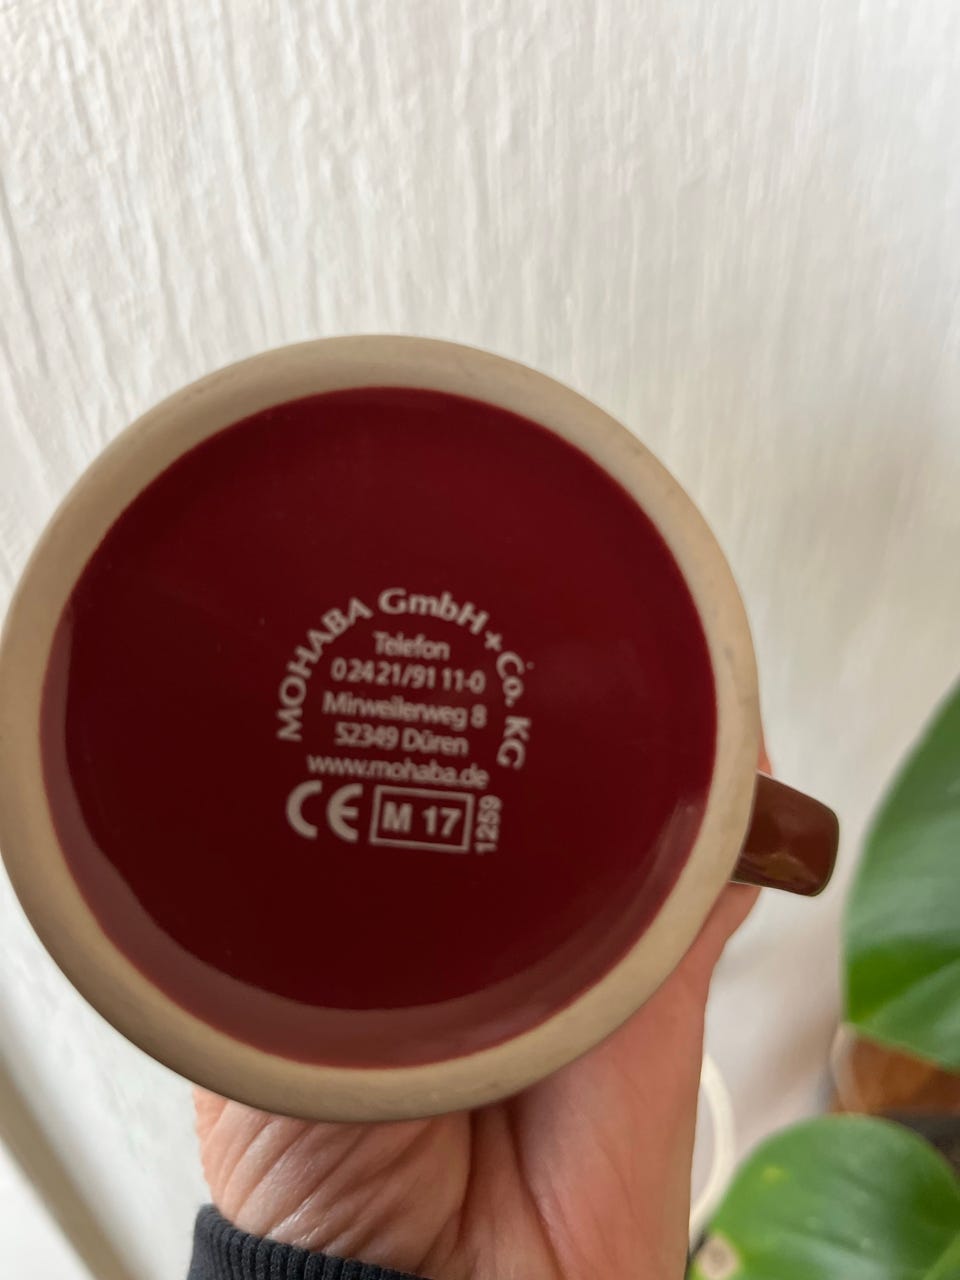 MOHABA GmbH + Co. KG
Telefon
0 24 21/91 11-0
Mirweilerweg 8
52349 Düren
www.mohaba.de
CE M 17 1259